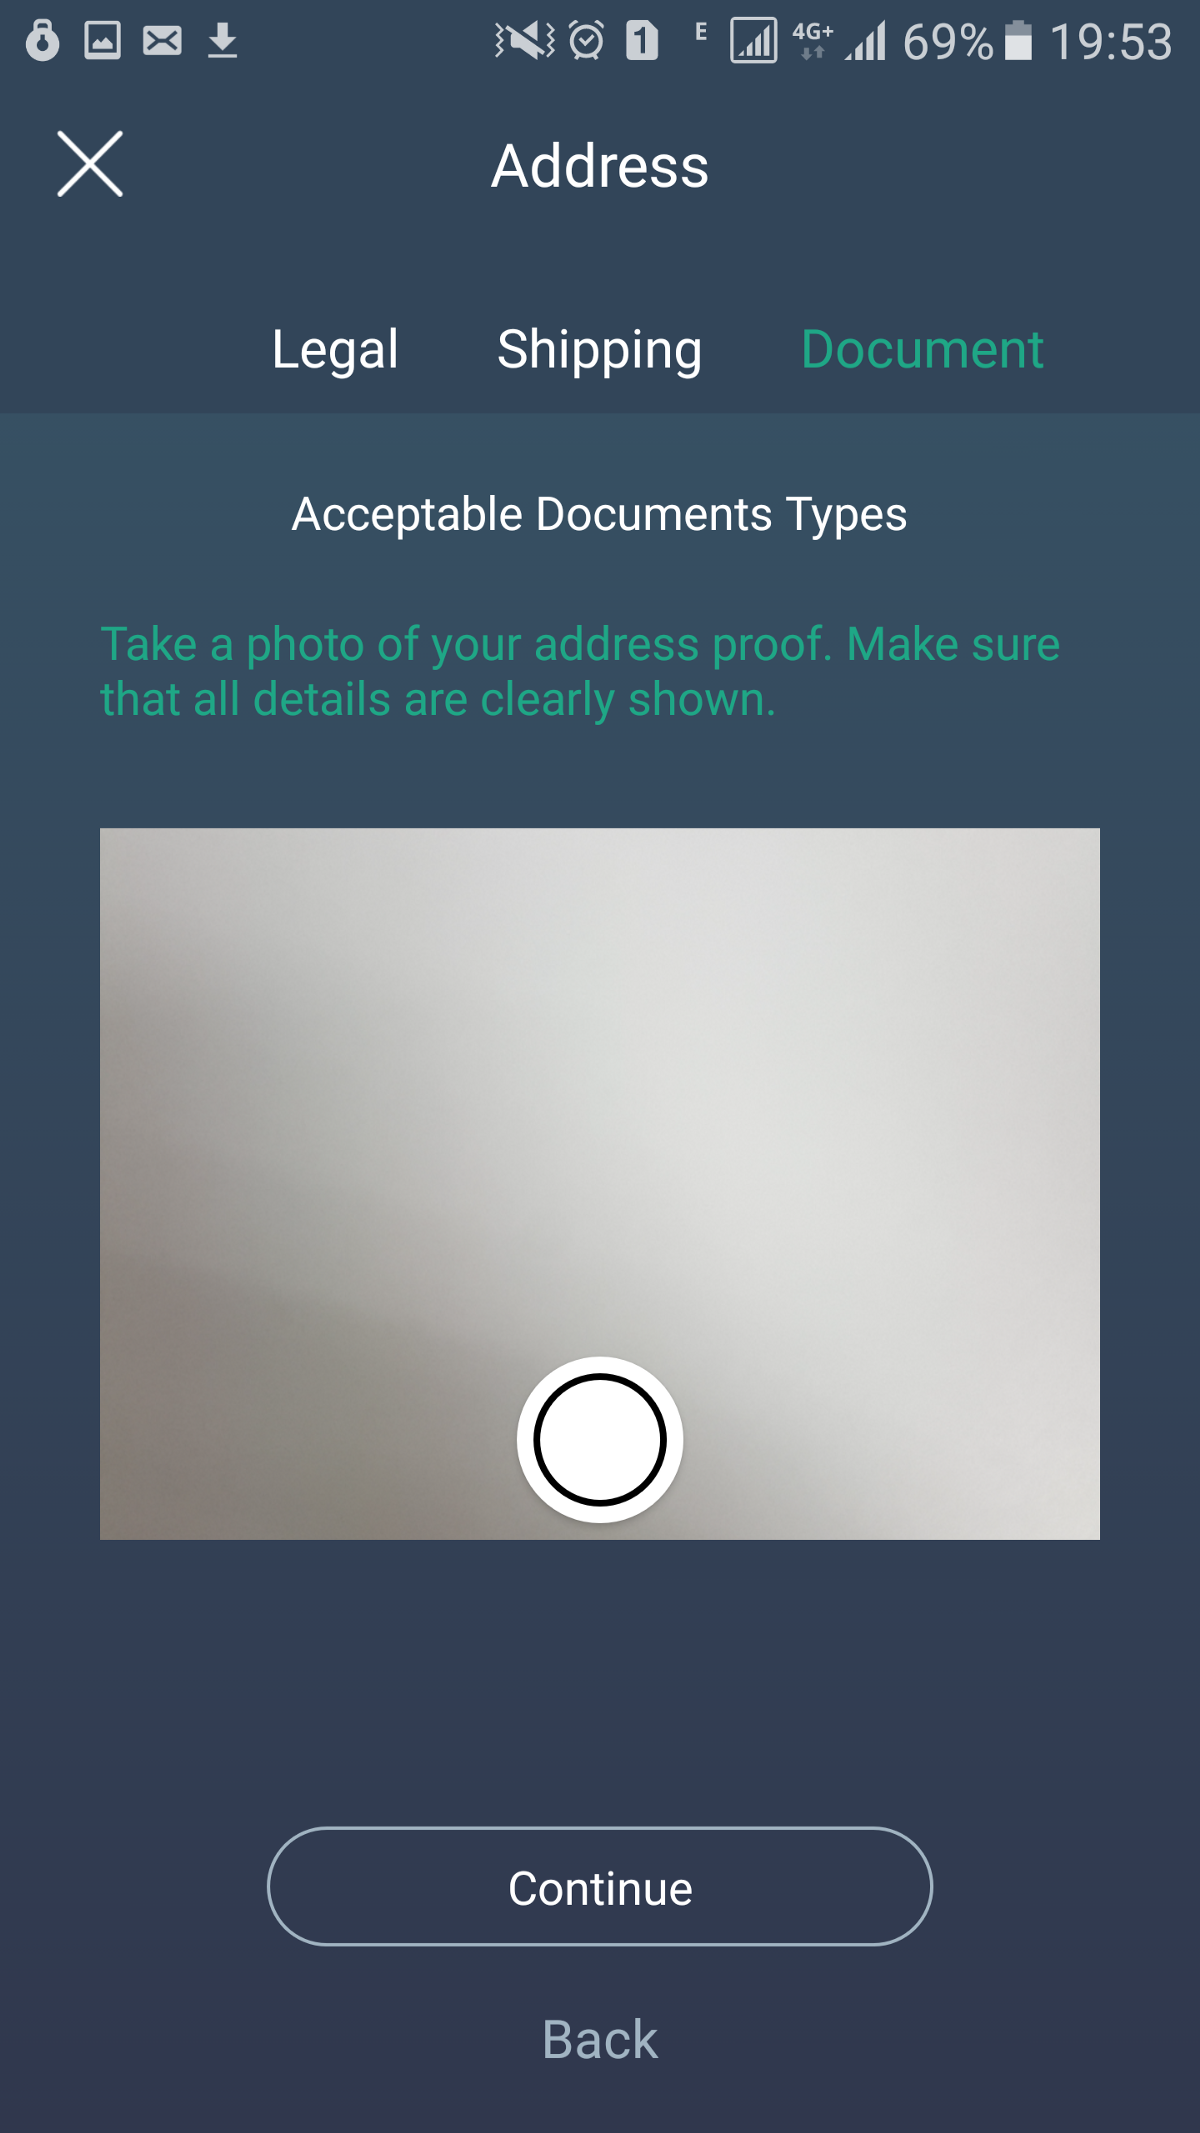 1 E 4G+ 69% 19:53
Address
Legal Shipping Document
Acceptable Documents Types
Take a photo of your address proof. Make sure
that all details are clearly shown.
Continue
Back